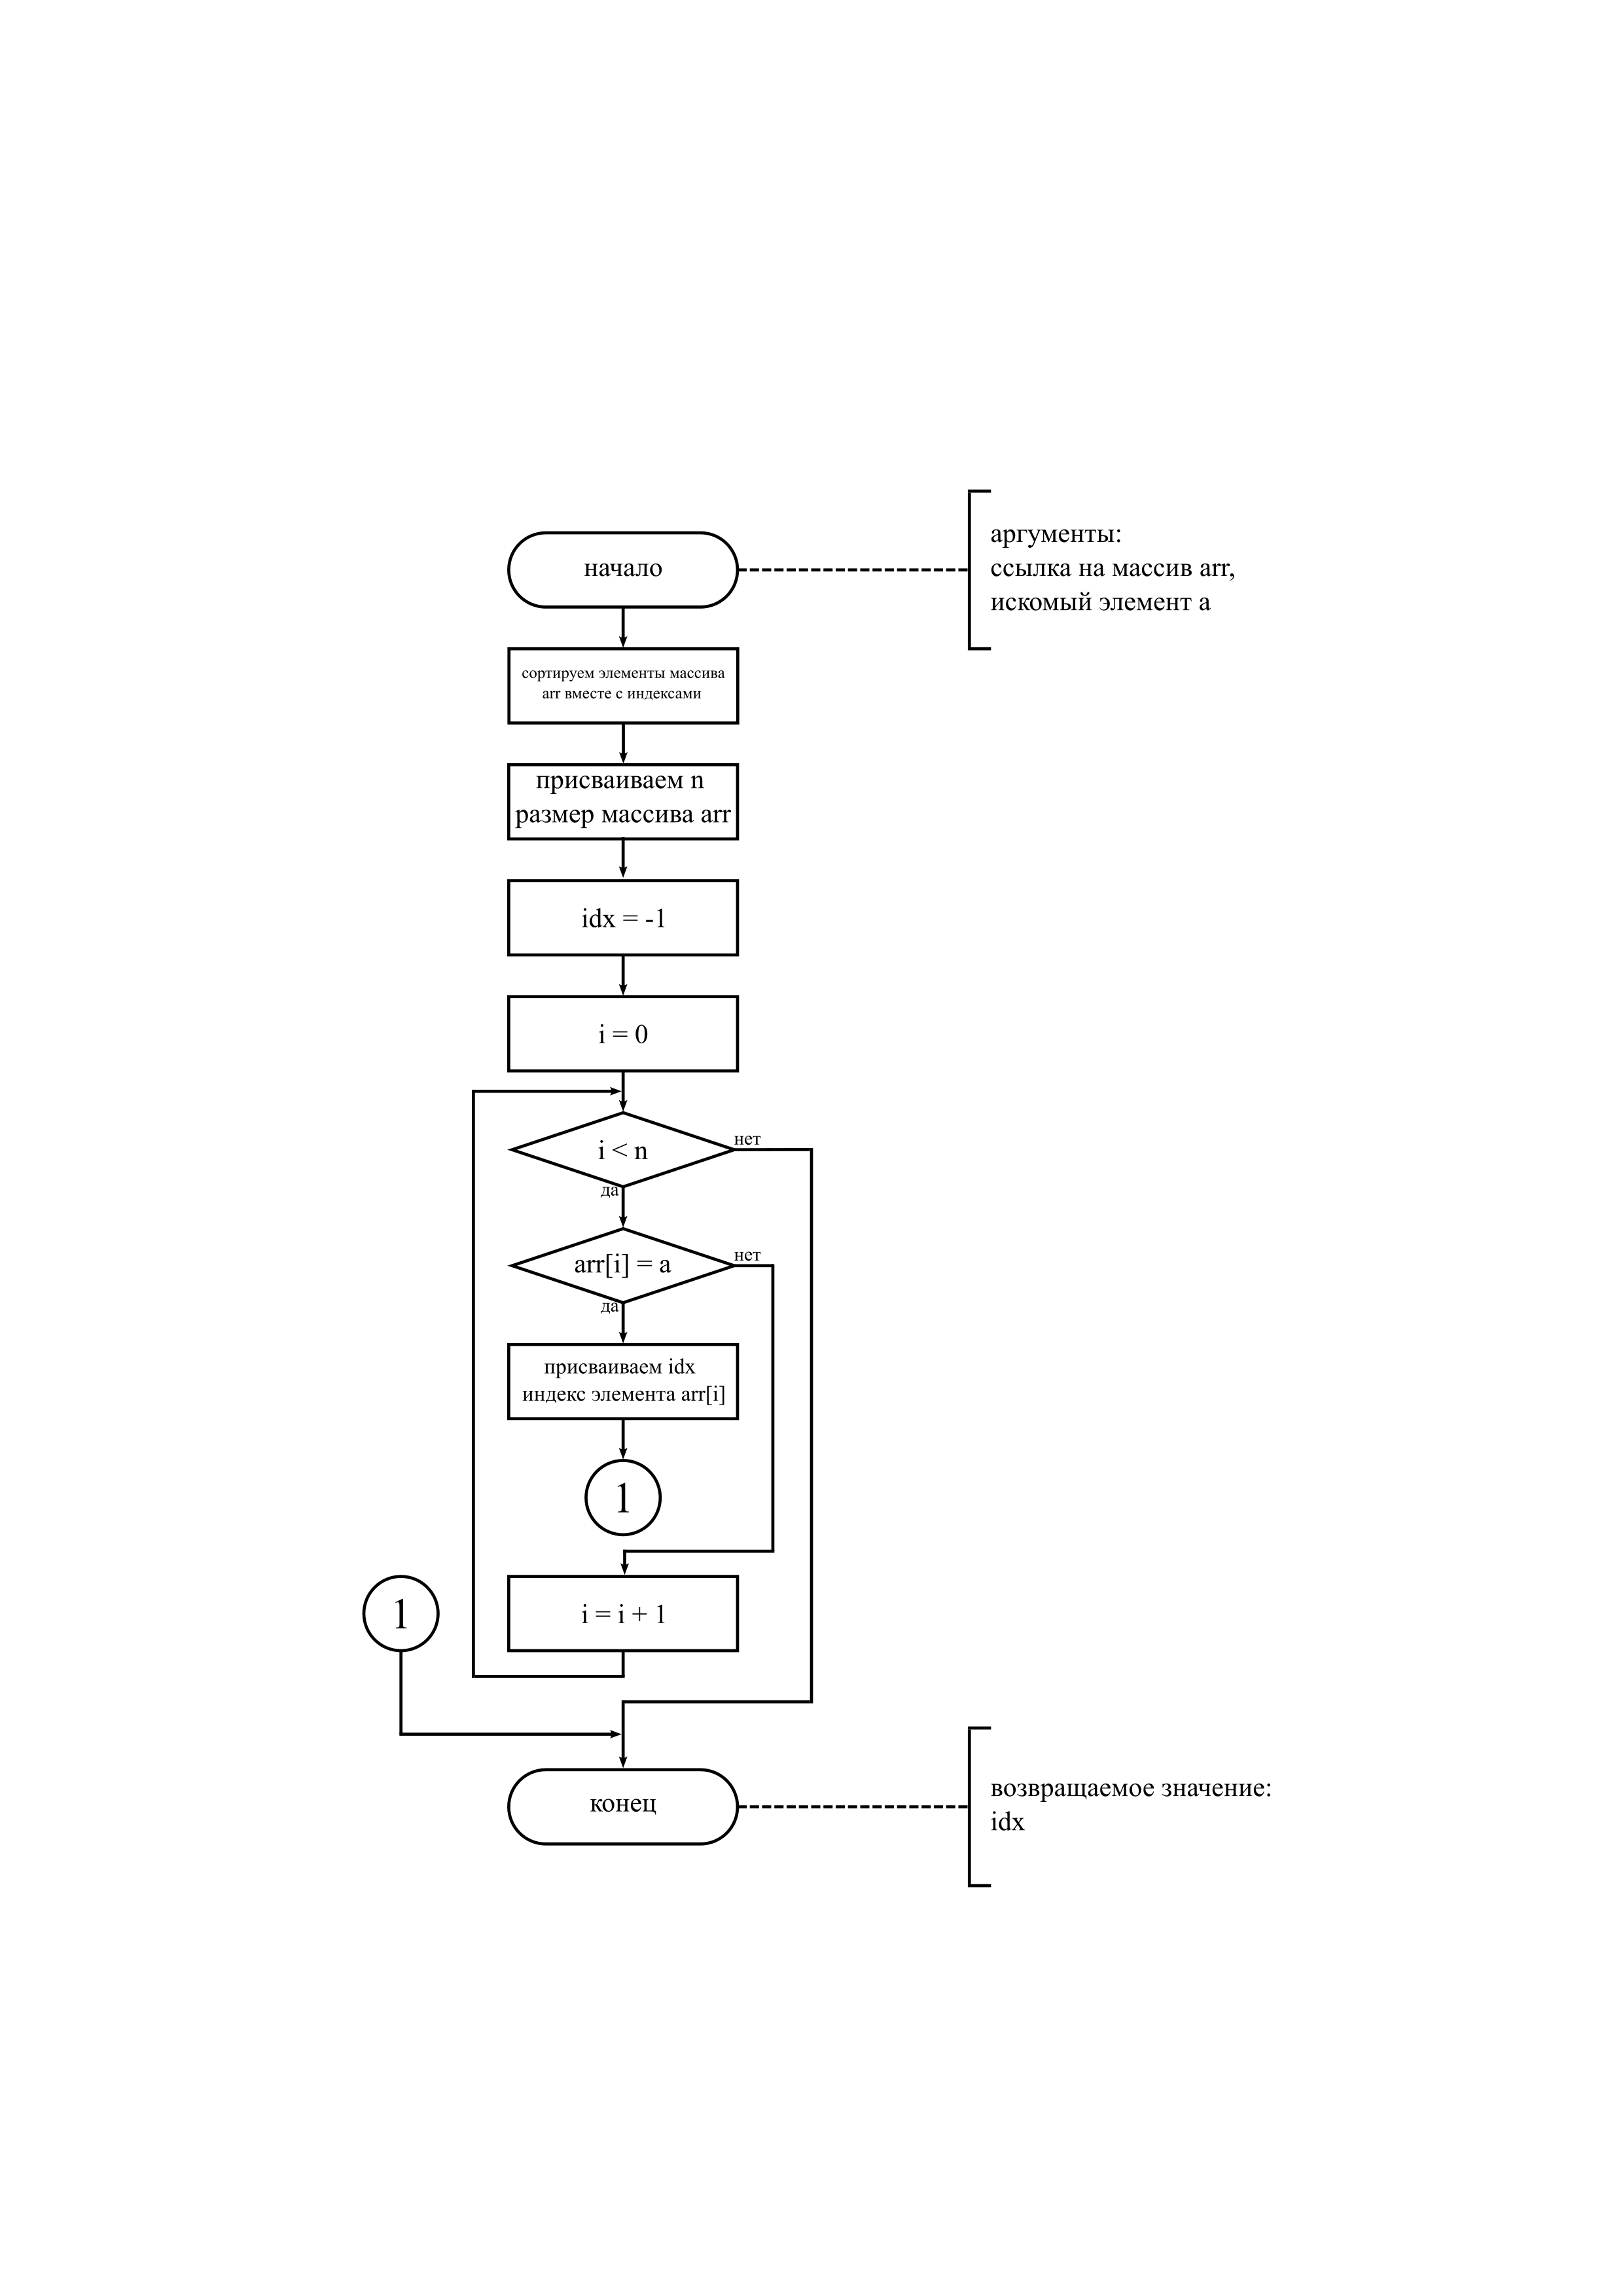 начало
аргументы:
ссылка на массив arr,
искомый элемент a
сортируем элементы массива
arr вместе с индексами
присваиваем n
размер массива arr
idx = -1
i = 0
i < n
нет
да
arr[i] = a
нет
да
присваиваем idx
индекс элемента arr[i]
1
1
i = i + 1
конец
возвращаемое значение:
idx